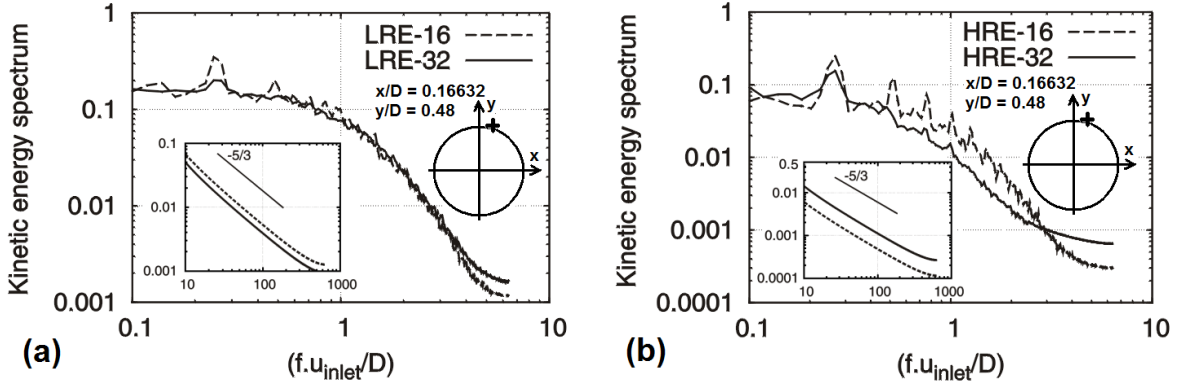 Kinetic energy spectrum
1
0.1
0.01
0.001
LRE-16
LRE-32
x/D = 0.16632
y/D = 0.48
y
x
0.1
0.01
0.001
-5/3
10
100
1000
0.1
1
10
(f.u_inlet/D)
(a)
Kinetic energy spectrum
1
0.1
0.01
0.001
0.0001
HRE-16
HRE-32
x/D = 0.16632
y/D = 0.48
y
x
0.5
0.01
0.001
0.0001
-5/3
10
100
1000
0.1
1
10
(f.u_inlet/D)
(b)